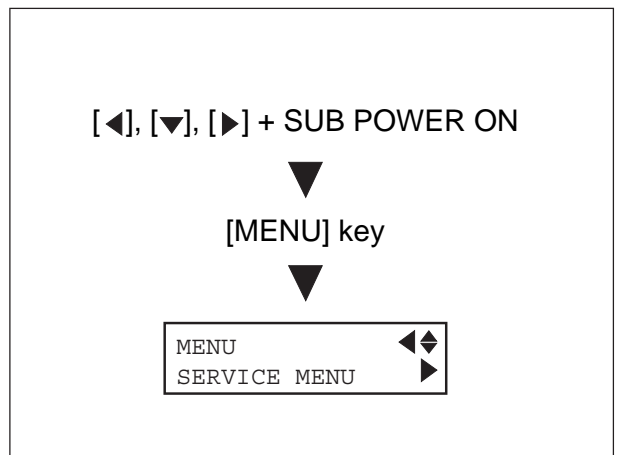 [◀], [▼], [▶] + SUB POWER ON
[MENU] key
MENU
SERVICE MENU